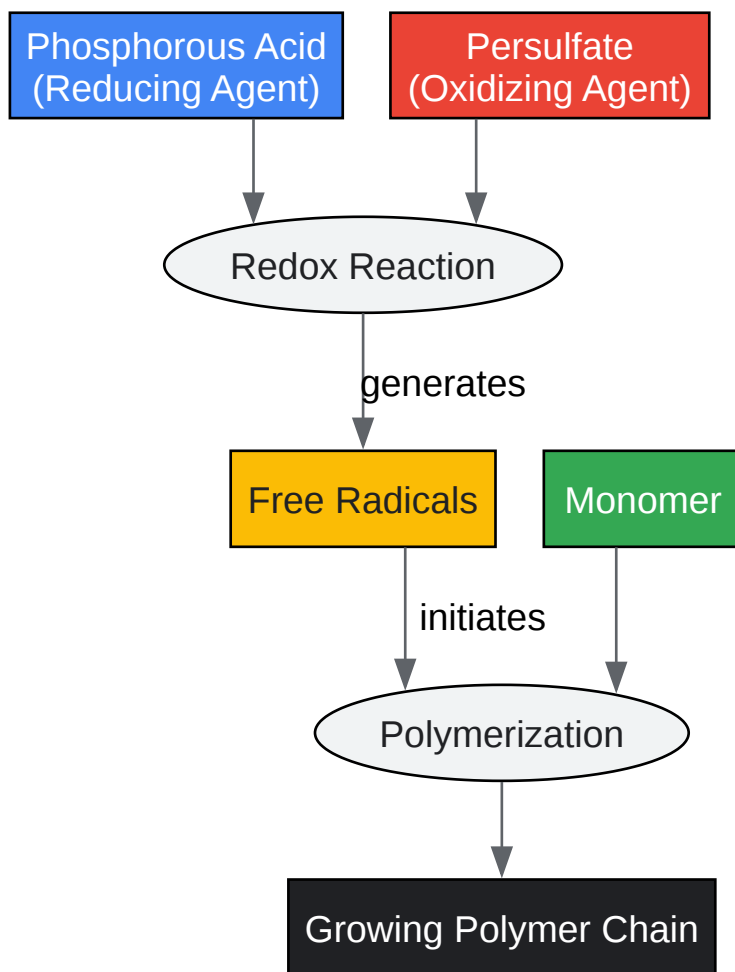 Phosphorous Acid
(Reducing Agent)
Persulfate
(Oxidizing Agent)
Redox Reaction
generates
Free Radicals
Monomer
initiates
Polymerization
Growing Polymer Chain